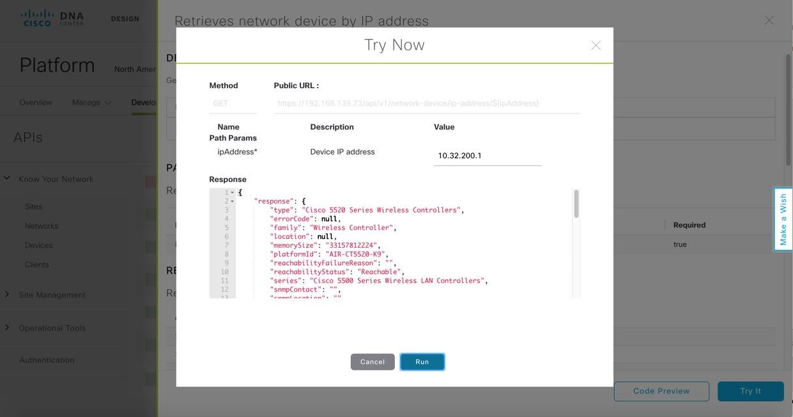 CISCO DNA CENTER DESIGN
Retrieves network device by IP address
Try Now
Platform
North Amer
Overview Manage Develo
APIs
Know Your Network
Sites
Networks
Devices
Clients
Site Management
Operational Tools
Authentication
Method Public URL :
GET https://192.168.139.73/api/v1/network-device/ip-address/${ipAddress}
Name Description Value
Path Params
ipAddress* Device IP address 10.32.200.1
Response
1 {
2 "response": {
3 "type": "Cisco 5520 Series Wireless Controllers",
4 "errorCode": null,
5 "family": "Wireless Controller",
6 "location": null,
7 "memorySize": "33157812224",
8 "platformId": "AIR-CT5520-K9",
9 "reachabilityFailureReason": "",
10 "reachabilityStatus": "Reachable",
11 "series": "Cisco 5500 Series Wireless LAN Controllers",
12 "snmpContact": "",
13 "snmpLocation": ""
Required
true
Make a Wish
Cancel Run
Code Preview Try It